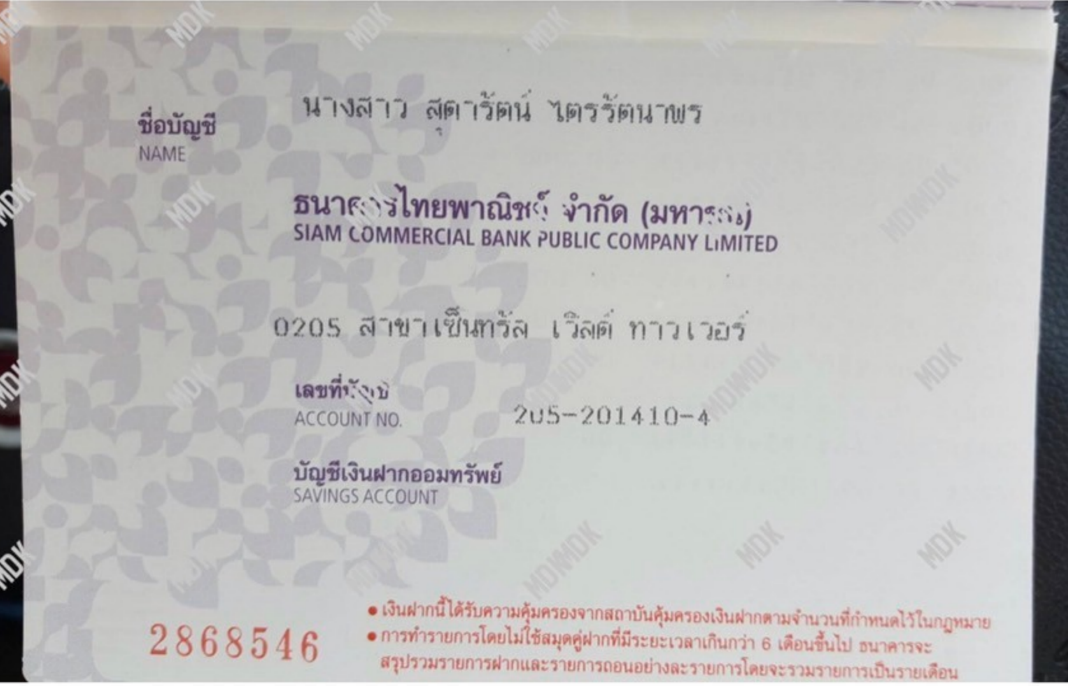 ชื่อบัญชี นางสาว สุดารัตน์ ไตรรัตนาพร
NAME
ธนาคารไทยพาณิชย์ จำกัด (มหาชน)
SIAM COMMERCIAL BANK PUBLIC COMPANY LIMITED
0205 สาขาเซ็นทรัล เวิลด์ ทาวเวอร์
เลขที่บัญชี
ACCOUNT NO. 205-201410-4
บัญชีเงินฝากออมทรัพย์
SAVINGS ACCOUNT
• เงินฝากนี้ได้รับความคุ้มครองจากสถาบันคุ้มครองเงินฝากตามจำนวนที่กำหนดไว้ในกฎหมาย
• การทำรายการโดยไม่ใช้สมุดคู่ฝากที่มีระยะเวลาเกินกว่า 6 เดือนขึ้นไป ธนาคารจะ
สรุปรวมรายการฝากและรายการถอนอย่างละรายการโดยจะรวมรายการเป็นรายเดือน
2868546
MDK